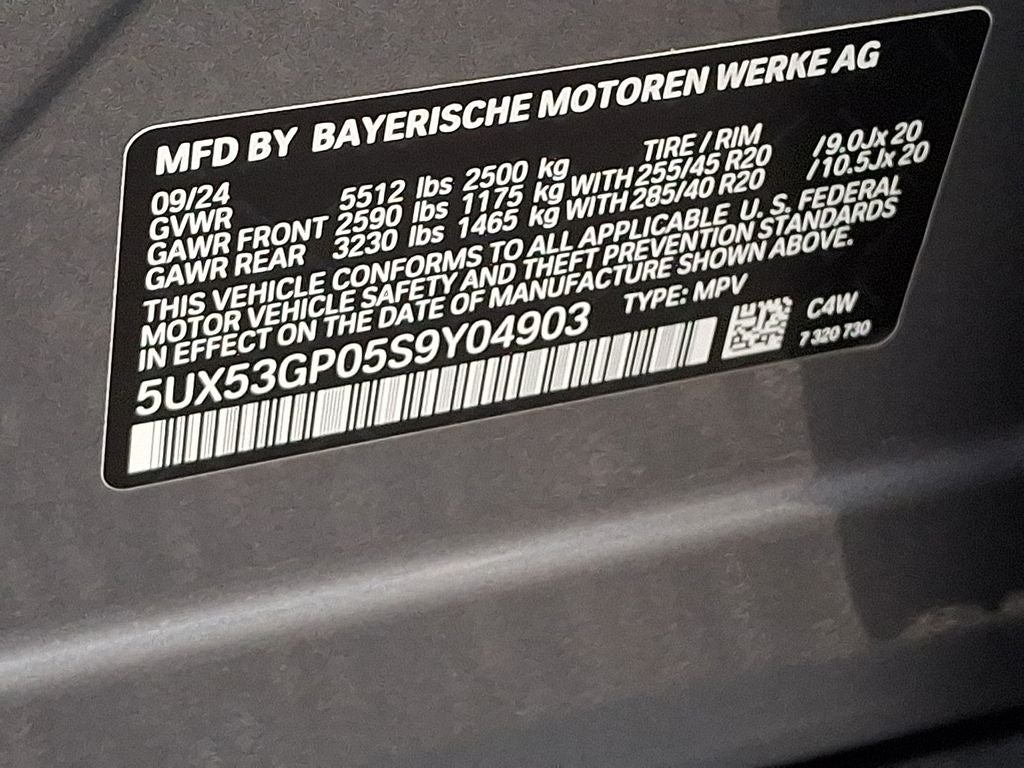 MFD BY BAYERISCHE MOTOREN WERKE AG
09/24 TIRE / RIM
GVWR 5512 lbs 2500 kg
GAWR FRONT 2590 lbs 1175 kg WITH 255/45 R20 /9.0Jx 20
GAWR REAR 3230 lbs 1465 kg WITH 285/40 R20 /10.5Jx 20
THIS VEHICLE CONFORMS TO ALL APPLICABLE U. S. FEDERAL
MOTOR VEHICLE SAFETY AND THEFT PREVENTION STANDARDS
IN EFFECT ON THE DATE OF MANUFACTURE SHOWN ABOVE.
5UX53GP05S9Y04903 TYPE: MPV
C4W
7 320 730